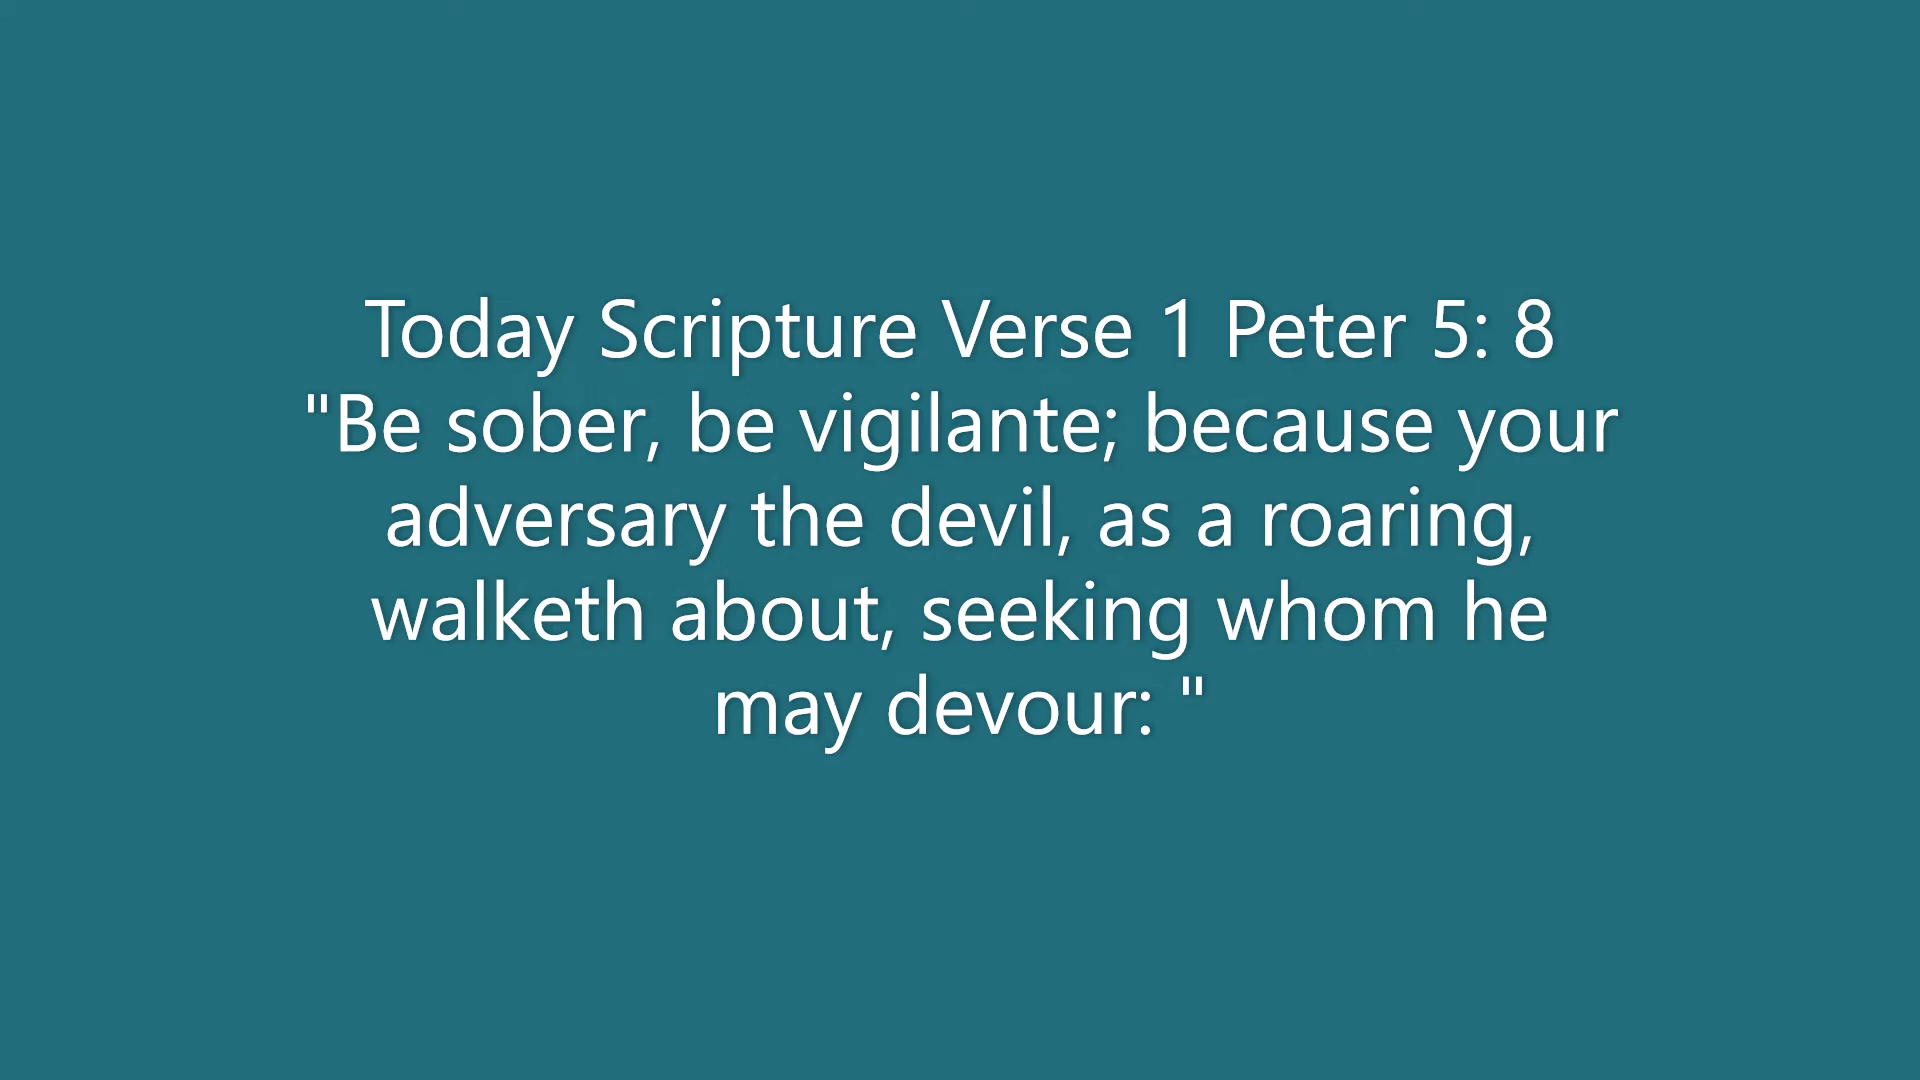 Today Scripture Verse 1 Peter 5: 8
"Be sober, be vigilante; because your
adversary the devil, as a roaring,
walketh about, seeking whom he
may devour: "